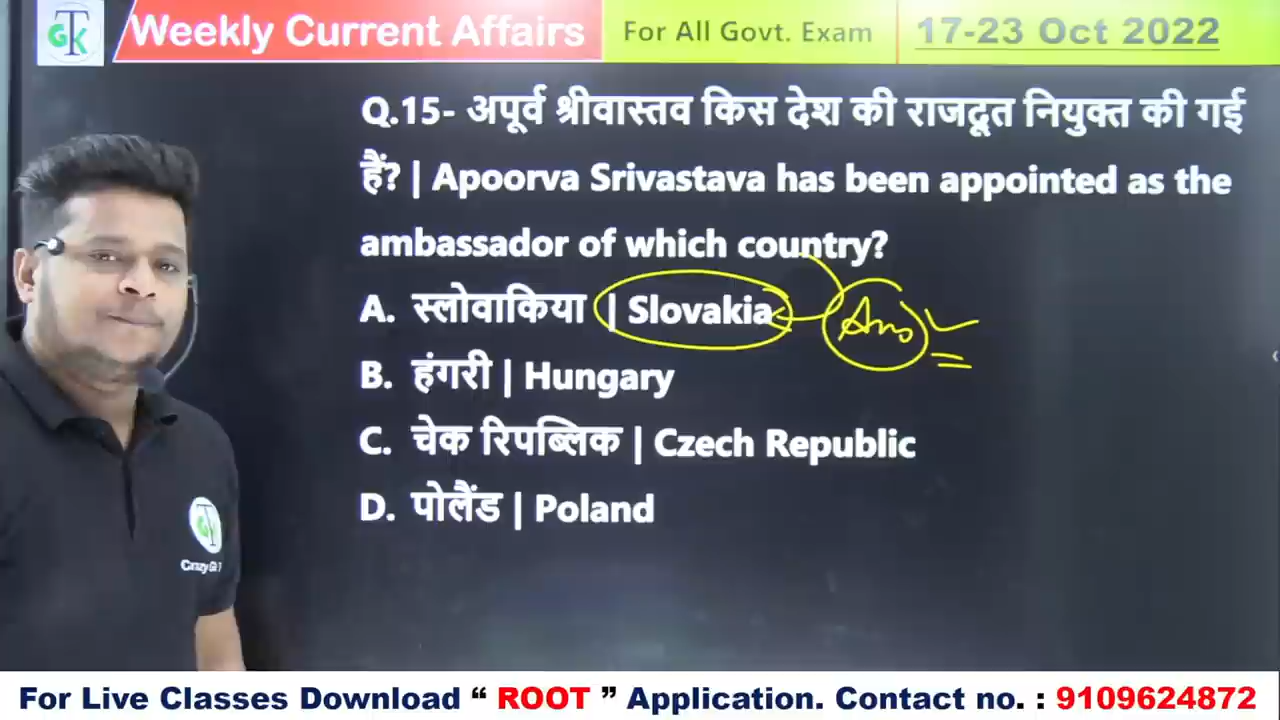 GTK
Weekly Current Affairs
For All Govt. Exam
17-23 Oct 2022
Q.15- अपूर्व श्रीवास्तव किस देश की राजदूत नियुक्त की गई
हैं? | Apoorva Srivastava has been appointed as the
ambassador of which country?
A. स्लोवाकिया | Slovakia
Ans
B. हंगरी | Hungary
C. चेक रिपब्लिक | Czech Republic
D. पोलैंड | Poland
For Live Classes Download “ ROOT ” Application. Contact no. : 9109624872